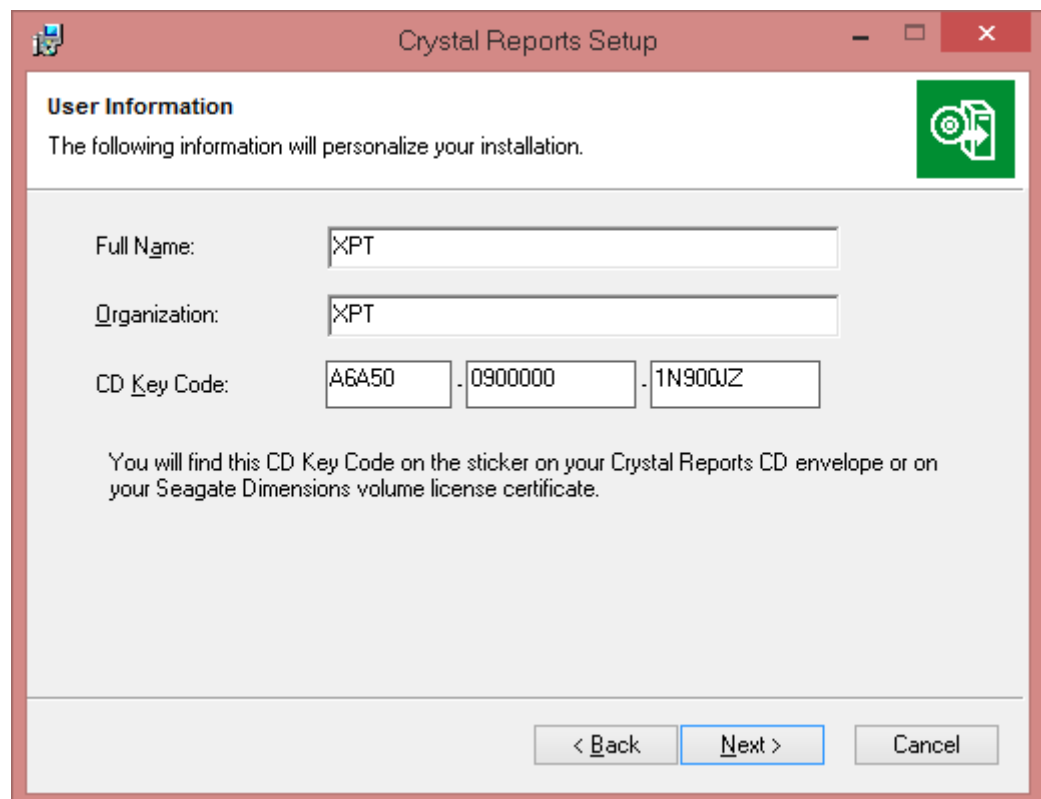 Crystal Reports Setup
User Information
The following information will personalize your installation.
Full Name: XPT
Organization: XPT
CD Key Code: A6A50 . 0900000 . 1N900JZ
You will find this CD Key Code on the sticker on your Crystal Reports CD envelope or on
your Seagate Dimensions volume license certificate.
< Back Next > Cancel